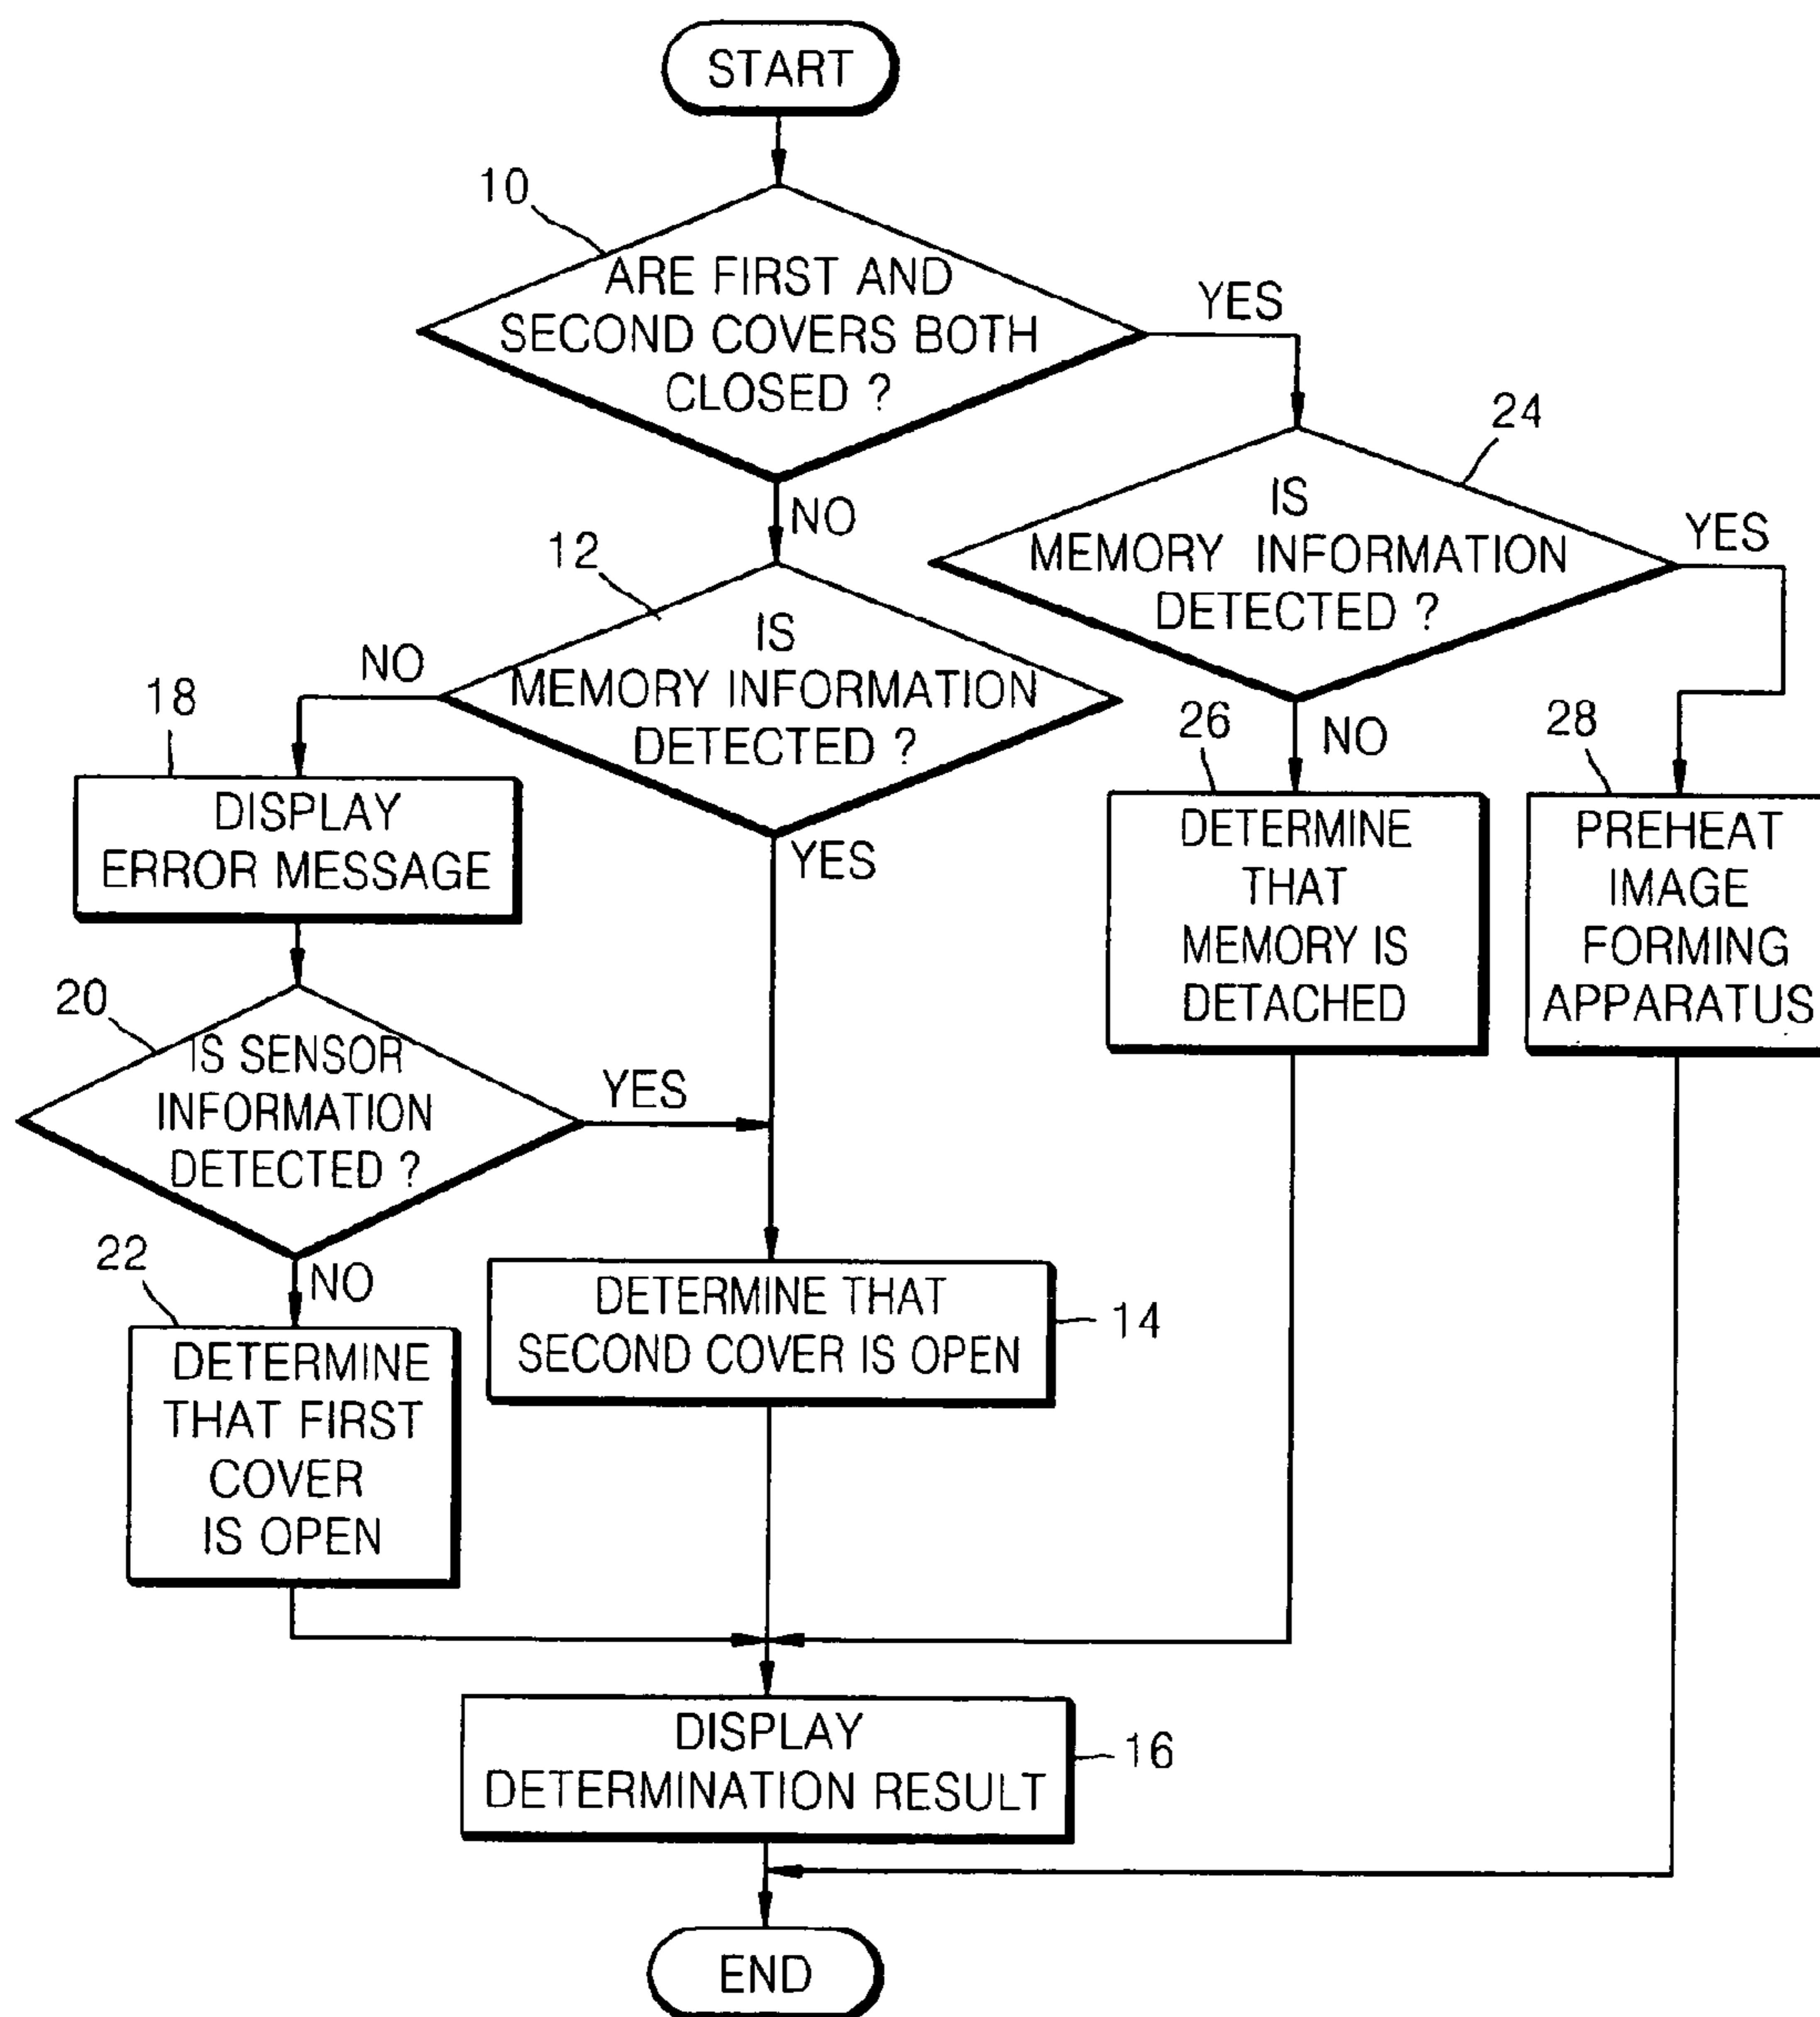 START
10
ARE FIRST AND
SECOND COVERS BOTH
CLOSED ?
YES
NO
24
IS
MEMORY INFORMATION
DETECTED ?
YES
NO
12
IS
MEMORY INFORMATION
DETECTED ?
NO
YES
18
DISPLAY
ERROR MESSAGE
26
DETERMINE
THAT
MEMORY IS
DETACHED
28
PREHEAT
IMAGE
FORMING
APPARATUS
20
IS SENSOR
INFORMATION
DETECTED ?
YES
NO
22
DETERMINE
THAT FIRST
COVER
IS OPEN
DETERMINE THAT
SECOND COVER IS OPEN
14
DISPLAY
DETERMINATION RESULT
16
END